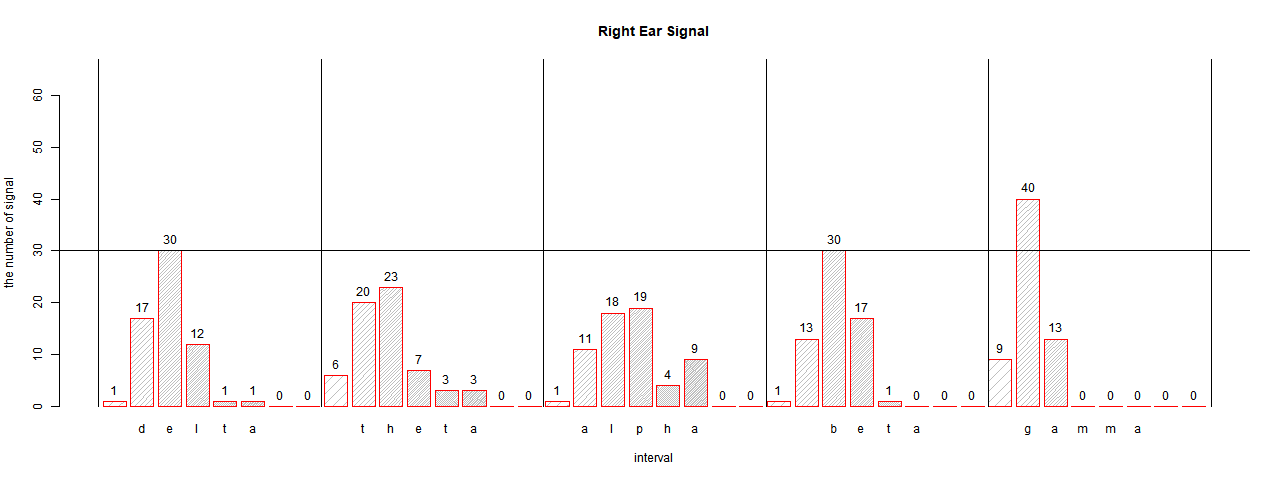 Right Ear Signal
the number of signal
60
50
40
30
20
10
0
1 17 30 12 1 1 0 0
6 20 23 7 3 3 0 0
1 11 18 19 4 9 0 0
1 13 30 17 1 0 0 0
9 40 13 0 0 0 0 0
d e l t a t h e t a a l p h a b e t a g a m m a
interval